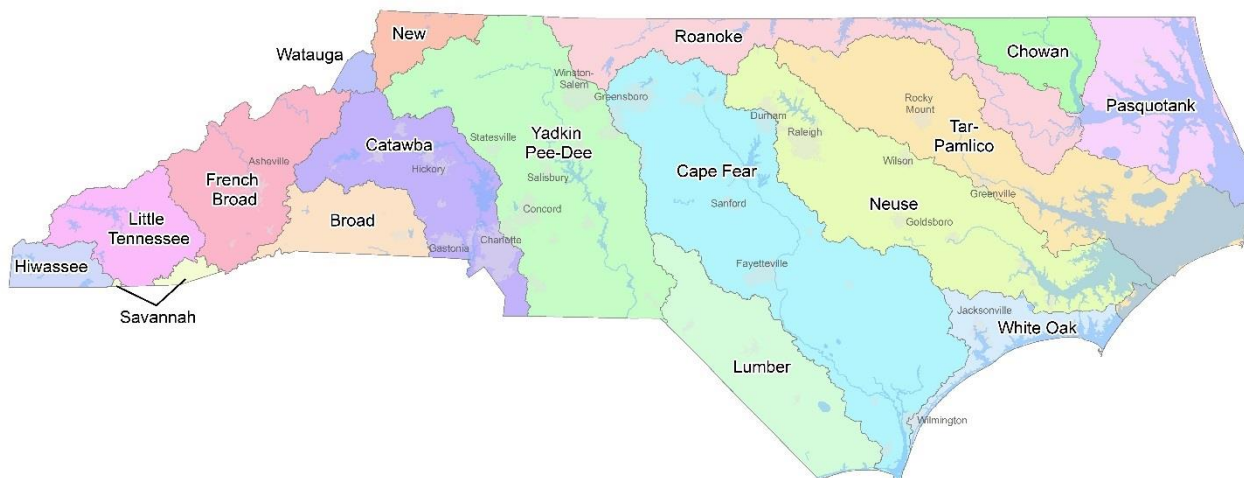 New
Roanoke
Chowan
Watauga
Winston-
Salem
Greensboro
Pasquotank
Rocky
Mount
Durham
Raleigh
Tar-
Pamlico
Statesville
Yadkin
Pee-Dee
Catawba
Hickory
Asheville
French
Broad
Salisbury
Cape Fear
Wilson
Sanford
Neuse
Greenville
Goldsboro
Concord
Broad
Little
Tennessee
Charlotte
Gastonia
Hiwassee
Fayetteville
Savannah
Jacksonville
White Oak
Lumber
Wilmington